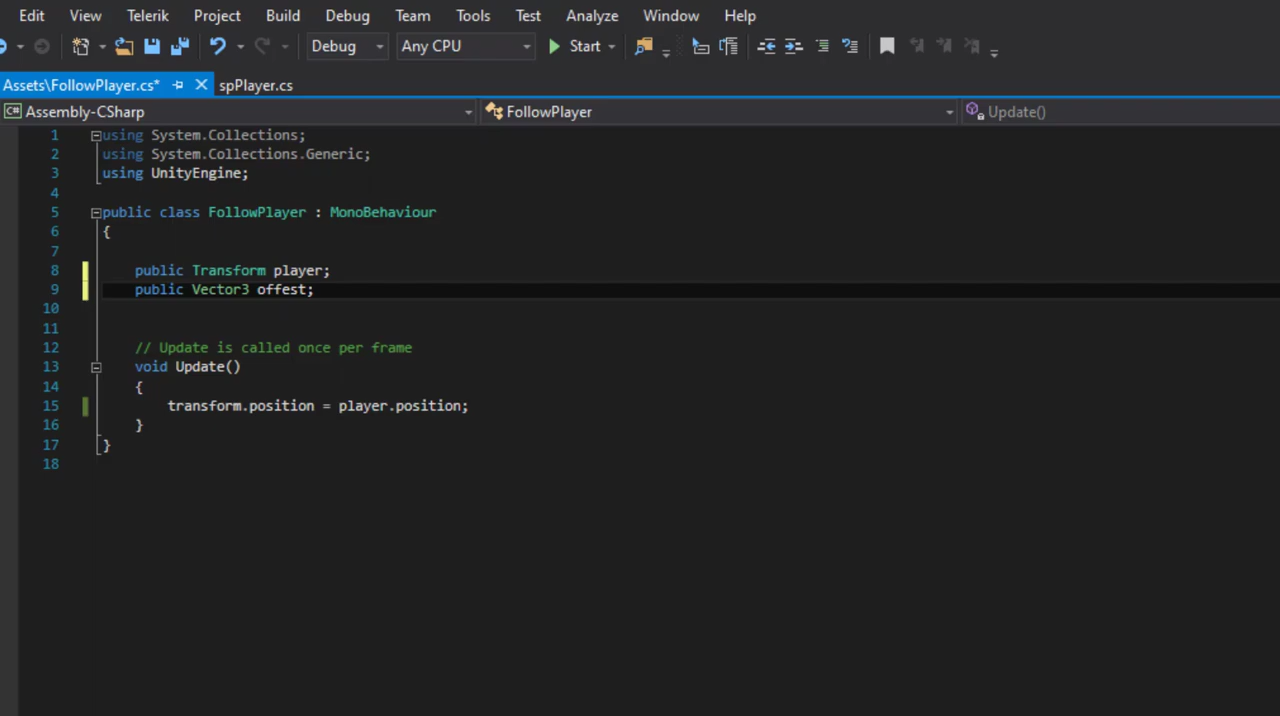 Edit View Telerik Project Build Debug Team Tools Test Analyze Window Help
Debug Any CPU Start
Assets\FollowPlayer.cs* spPlayer.cs
C# Assembly-CSharp FollowPlayer Update()
1 using System.Collections;
2 using System.Collections.Generic;
3 using UnityEngine;
4
5 public class FollowPlayer : MonoBehaviour
6 {
7
8 public Transform player;
9 public Vector3 offest;
10
11
12 // Update is called once per frame
13 void Update()
14 {
15 transform.position = player.position;
16 }
17 }
18